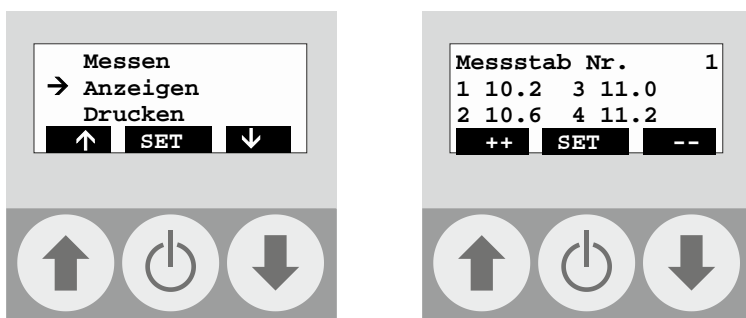 Messen
→ Anzeigen
Drucken
↑ SET ↓
Messstab Nr. 1
1 10.2 3 11.0
2 10.6 4 11.2
++ SET --